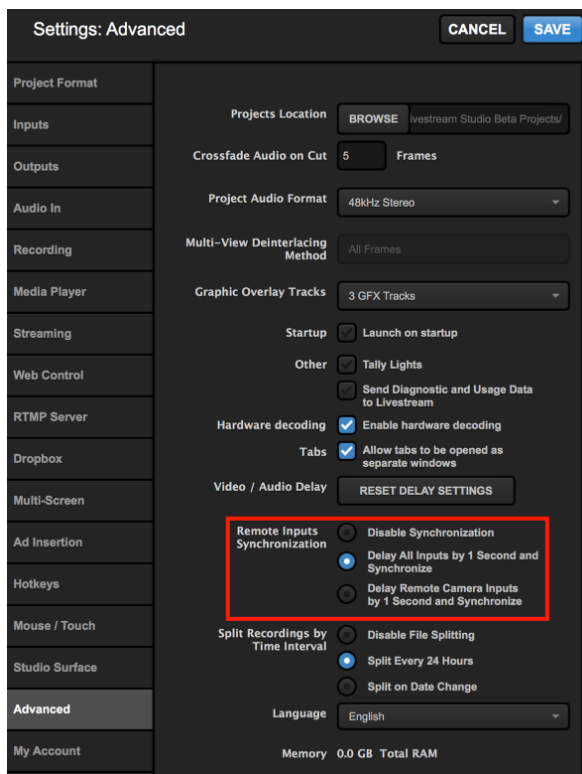 Settings: Advanced
CANCEL
SAVE
Project Format
Inputs
Outputs
Audio In
Recording
Media Player
Streaming
Web Control
RTMP Server
Dropbox
Multi-Screen
Ad Insertion
Hotkeys
Mouse / Touch
Studio Surface
Advanced
My Account
Projects Location
BROWSE
ivestream Studio Beta Projects/
Crossfade Audio on Cut
5
Frames
Project Audio Format
48kHz Stereo
Multi-View Deinterlacing
Method
All Frames
Graphic Overlay Tracks
3 GFX Tracks
Startup
Launch on startup
Other
Tally Lights
Send Diagnostic and Usage Data
to Livestream
Hardware decoding
Enable hardware decoding
Tabs
Allow tabs to be opened as
separate windows
Video / Audio Delay
RESET DELAY SETTINGS
Remote Inputs
Synchronization
Disable Synchronization
Delay All Inputs by 1 Second and
Synchronize
Delay Remote Camera Inputs
by 1 Second and Synchronize
Split Recordings by
Time Interval
Disable File Splitting
Split Every 24 Hours
Split on Date Change
Language
English
Memory
0.0 GB Total RAM